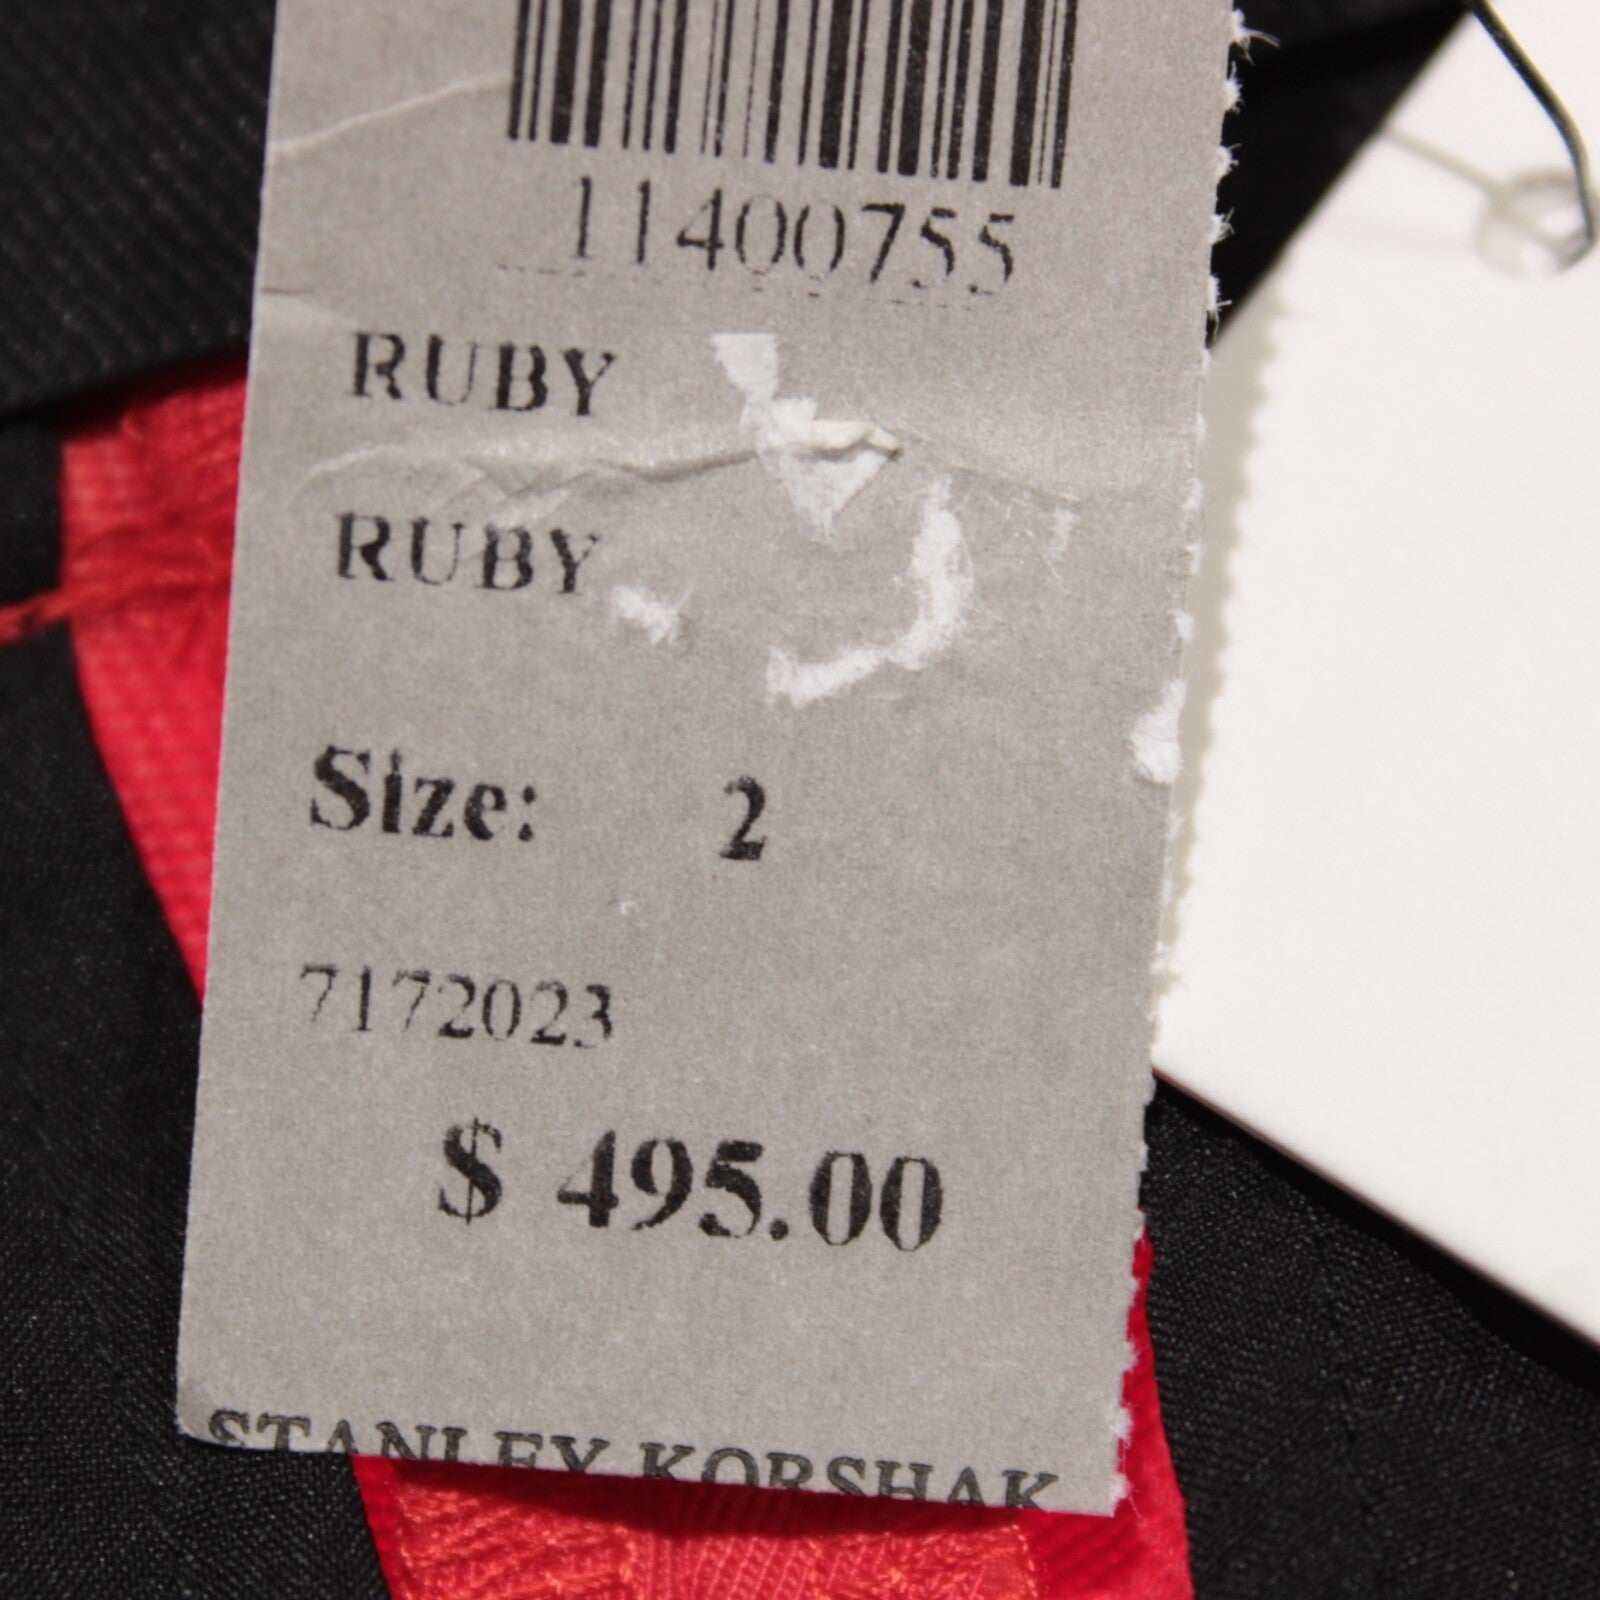 11400755
RUBY
RUBY
Size: 2
7172023
$ 495.00
STANLEY KORSHAK